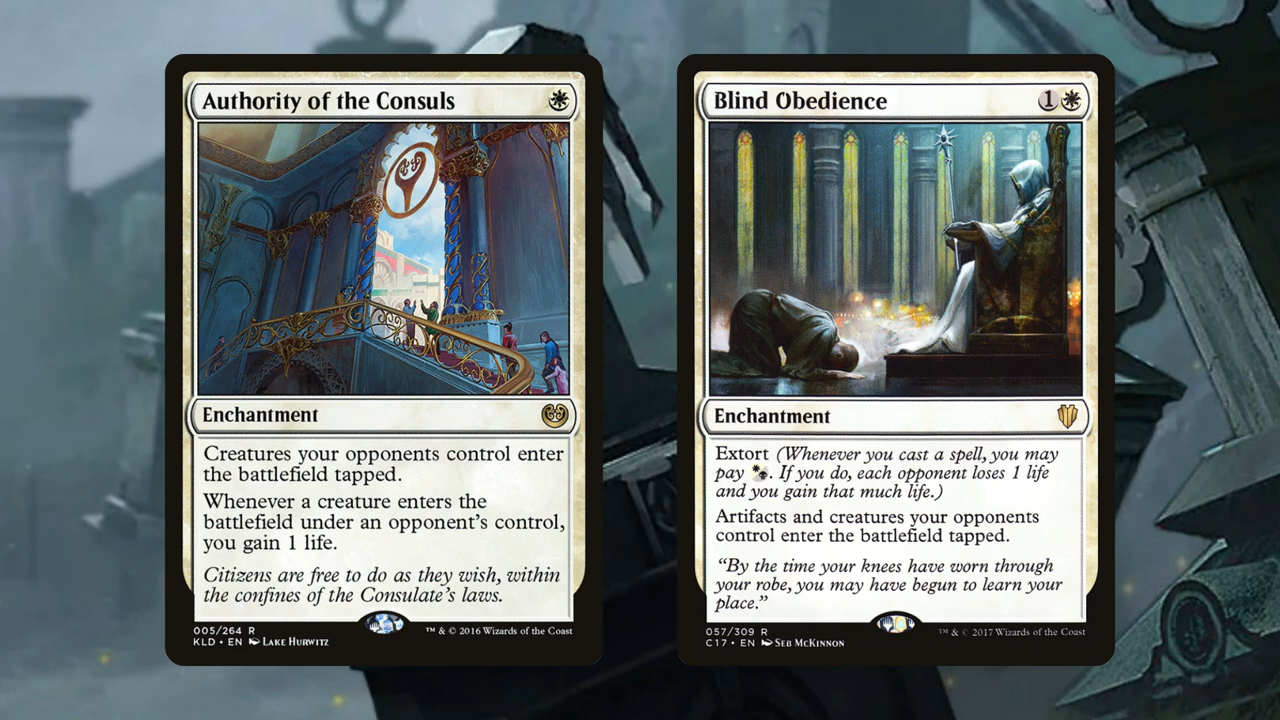 Authority of the Consuls
Enchantment
Creatures your opponents control enter
the battlefield tapped.
Whenever a creature enters the
battlefield under an opponent's control,
you gain 1 life.
Citizens are free to do as they wish, within
the confines of the Consulate's laws.
005/264 R
KLD • EN LAKE HURWITZ
™ & © 2016 Wizards of the Coast
Blind Obedience 1
Enchantment
Extort (Whenever you cast a spell, you may
pay . If you do, each opponent loses 1 life
and you gain that much life.)
Artifacts and creatures your opponents
control enter the battlefield tapped.
“By the time your knees have worn through
your robe, you may have begun to learn your
place.”
057/309 R
C17 • EN SEB MCKINNON
™ & © 2017 Wizards of the Coast